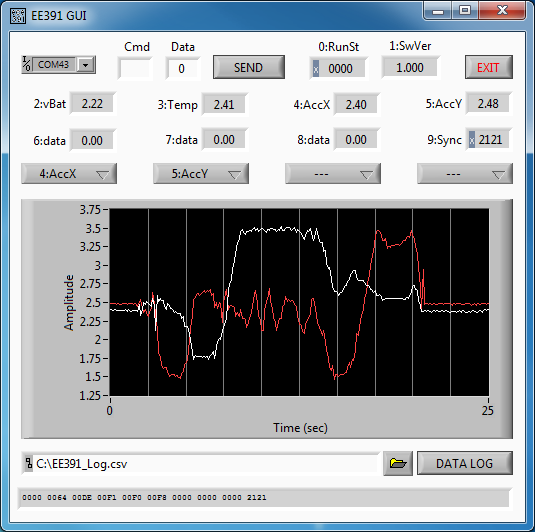 EE391 GUI
Cmd Data 0:RunSt 1:SwVer
I/O COM43 0 SEND x 0000 1.000 EXIT
2:vBat 2.22 3:Temp 2.41 4:AccX 2.40 5:AccY 2.48
6:data 0.00 7:data 0.00 8:data 0.00 9:Sync x 2121
4:AccX 5:AccY --- ---
3.75
3.5
3.25
3
2.75
2.5
2.25
2
1.75
1.5
1.25
Amplitude
0 25
Time (sec)
C:\EE391_Log.csv DATA LOG
0000 0064 00DE 00F1 00F0 00F8 0000 0000 0000 2121